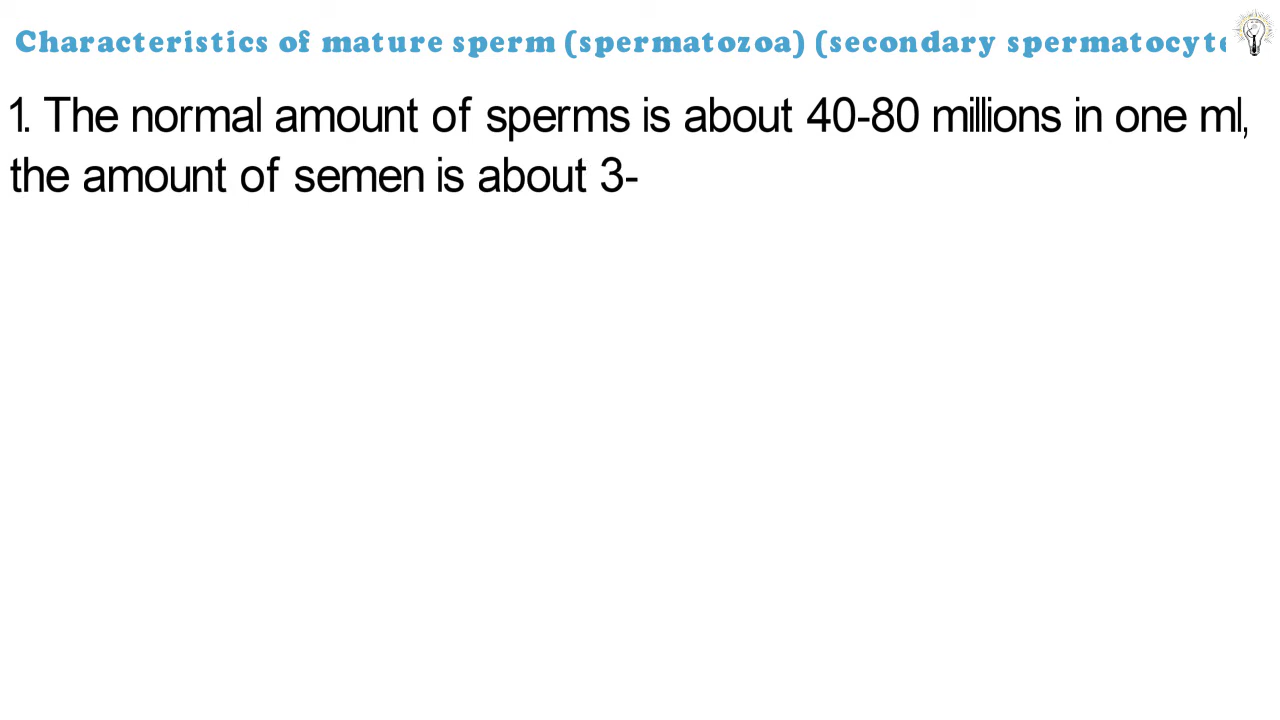 Characteristics of mature sperm (spermatozoa) (secondary spermatocyte
1. The normal amount of sperms is about 40-80 millions in one ml,
the amount of semen is about 3-